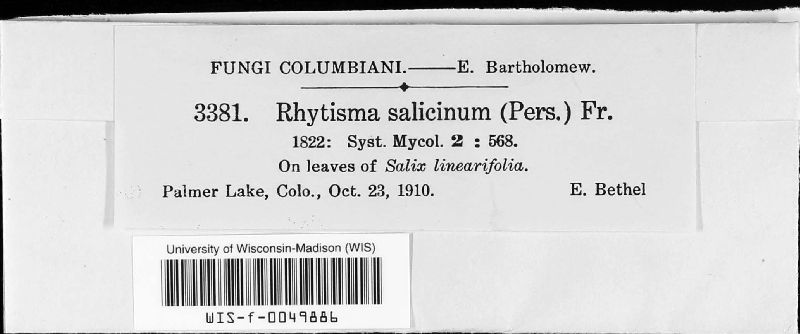 FUNGI COLUMBIANI.——E. Bartholomew.
3381. Rhytisma salicinum (Pers.) Fr.
1822: Syst. Mycol. 2 : 568.
On leaves of Salix linearifolia.
Palmer Lake, Colo., Oct. 23, 1910. E. Bethel
University of Wisconsin-Madison (WIS)
WIS-f-0049886